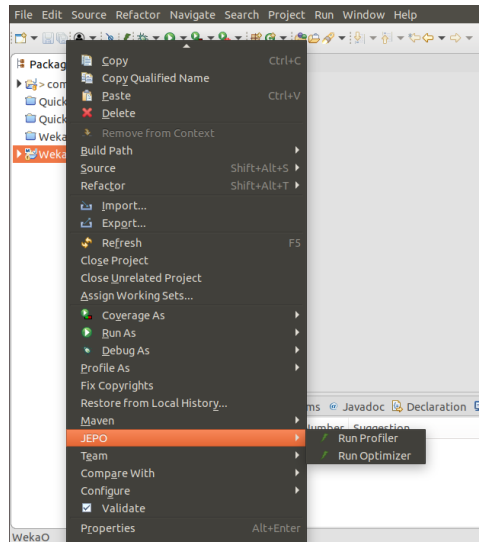 File Edit Source Refactor Navigate Search Project Run Window Help
Packag
> com
Quick
Quick
Weka
Weka
Copy Ctrl+C
Copy Qualified Name
Paste Ctrl+V
Delete
Remove from Context
Build Path
Source Shift+Alt+S
Refactor Shift+Alt+T
Import...
Export...
Refresh F5
Close Project
Close Unrelated Project
Assign Working Sets...
Coverage As
Run As
Debug As
Profile As
Fix Copyrights
Restore from Local History...
Maven
JEPO
Team
Compare With
Configure
Validate
Properties Alt+Enter
ms Javadoc Declaration
umber Suggestion
Run Profiler
Run Optimizer
WekaO